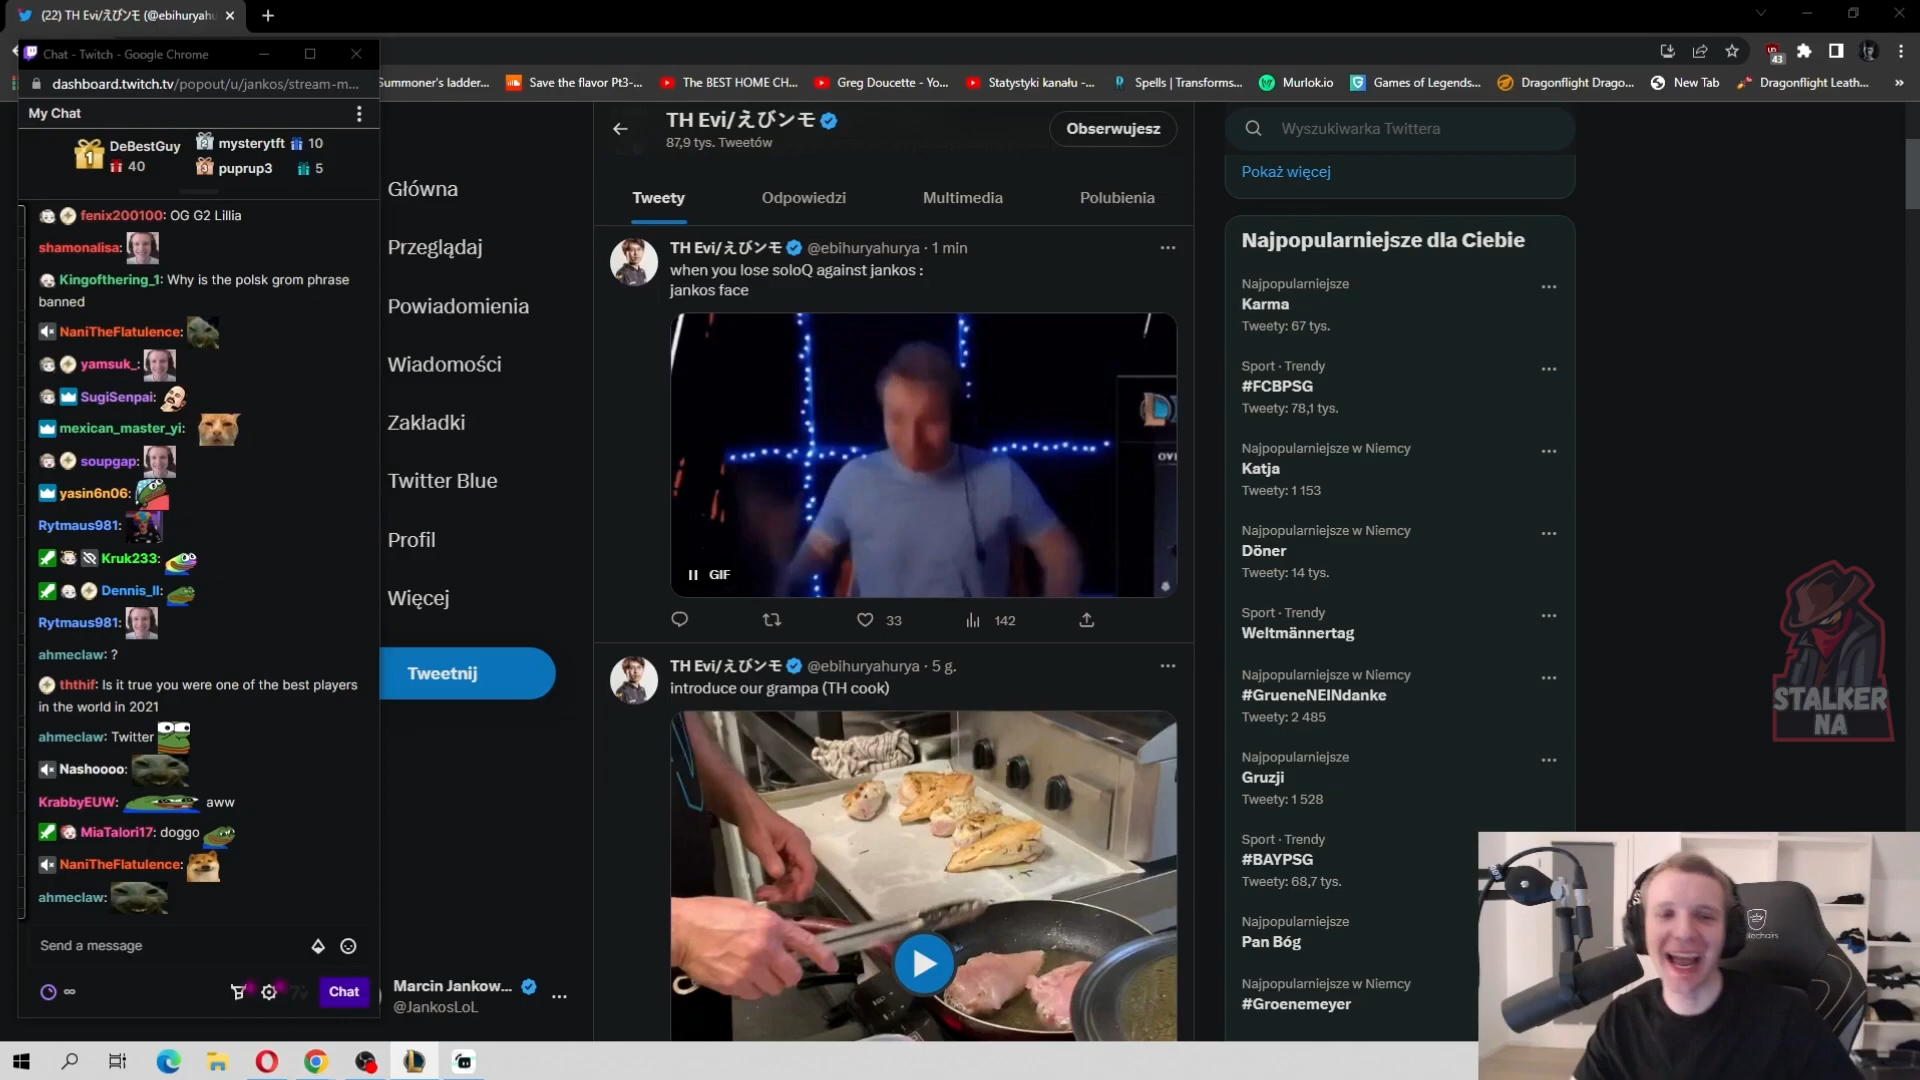 (22) TH Evi/えびンモ (@ebihuryahu
Chat - Twitch - Google Chrome
dashboard.twitch.tv/popout/u/jankos/stream-m...
Summoner's ladder...
Save the flavor Pt3-...
The BEST HOME CH...
Greg Doucette - Yo...
Statystyki kanału -...
Spells | Transforms...
Murlok.io
Games of Legends...
Dragonflight Drago...
New Tab
Dragonflight Leath...
43
My Chat
1 DeBestGuy
40
2 mysterytft 10
3 puprup3 5
fenix200100: OG G2 Lillia
shamonalisa:
Kingofthering_1: Why is the polsk grom phrase
banned
NaniTheFlatulence:
yamsuk_:
SugiSenpai:
mexican_master_yi:
soupgap:
yasin6n06:
Rytmaus981:
Kruk233:
Dennis_ll:
Rytmaus981:
ahmeclaw: ?
ththif: Is it true you were one of the best players
in the world in 2021
ahmeclaw: Twitter
Nashoooo:
KrabbyEUW: aww
MiaTalori17: doggo
NaniTheFlatulence:
ahmeclaw:
Send a message
Chat
Główna
Przeglądaj
Powiadomienia
Wiadomości
Zakładki
Twitter Blue
Profil
Więcej
Tweetnij
Marcin Jankow...
@JankosLoL
TH Evi/えびンモ
87,9 tys. Tweetów
Obserwujesz
Tweety
Odpowiedzi
Multimedia
Polubienia
TH Evi/えびンモ @ebihuryahurya · 1 min
when you lose soloQ against jankos :
jankos face
GIF
33
142
TH Evi/えびンモ @ebihuryahurya · 5 g.
introduce our grampa (TH cook)
Wyszukiwarka Twittera
Pokaż więcej
Najpopularniejsze dla Ciebie
Najpopularniejsze
Karma
Tweety: 67 tys.
Sport · Trendy
#FCBPSG
Tweety: 78,1 tys.
Najpopularniejsze w Niemcy
Katja
Tweety: 1 153
Najpopularniejsze w Niemcy
Döner
Tweety: 14 tys.
Sport · Trendy
Weltmännertag
Najpopularniejsze w Niemcy
#GrueneNEINdanke
Tweety: 2 485
Najpopularniejsze
Gruzji
Tweety: 1 528
Sport · Trendy
#BAYPSG
Tweety: 68,7 tys.
Najpopularniejsze
Pan Bóg
Najpopularniejsze w Niemcy
#Groenemeyer
STALKER
NA